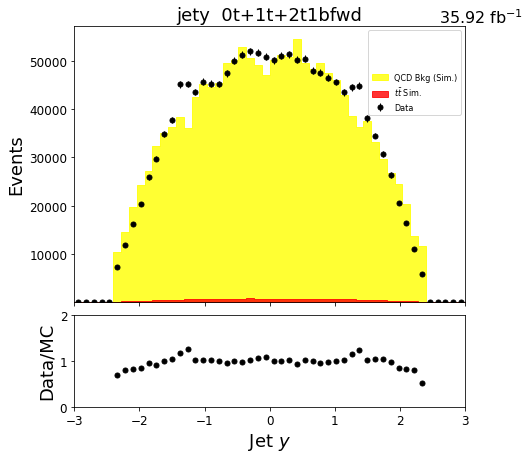 jety 0t+1t+2t1bfwd
35.92 fb⁻¹
QCD Bkg (Sim.)
tt̄ Sim.
Data
Events
50000
40000
30000
20000
10000
Data/MC
2
1
0
−3 −2 −1 0 1 2 3
Jet y